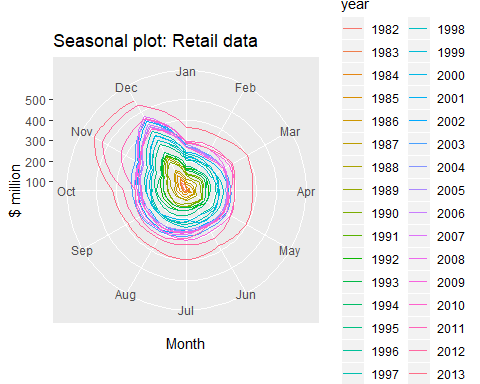 year
Seasonal plot: Retail data
Jan
Feb
Mar
Apr
May
Jun
Jul
Aug
Sep
Oct
Nov
Dec
500
400
300
200
100
$ million
Month
1982
1983
1984
1985
1986
1987
1988
1989
1990
1991
1992
1993
1994
1995
1996
1997
1998
1999
2000
2001
2002
2003
2004
2005
2006
2007
2008
2009
2010
2011
2012
2013